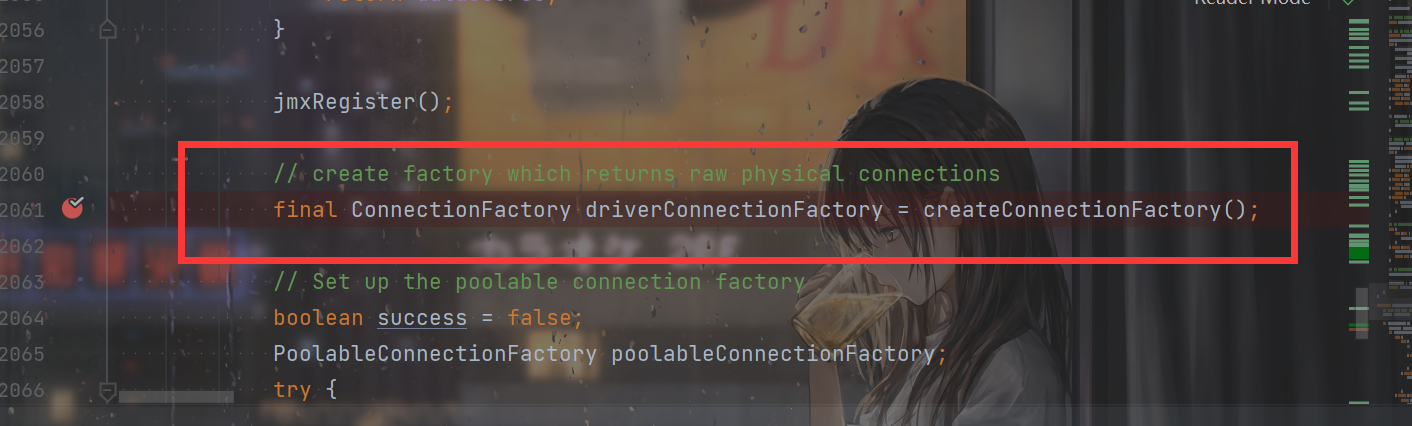 Reader Mode
2056 }
2057
2058 jmxRegister();
2059
2060 // create factory which returns raw physical connections
2061 final ConnectionFactory driverConnectionFactory = createConnectionFactory();
2062
2063 // Set up the poolable connection factory
2064 boolean success = false;
2065 PoolableConnectionFactory poolableConnectionFactory;
2066 try {
DR